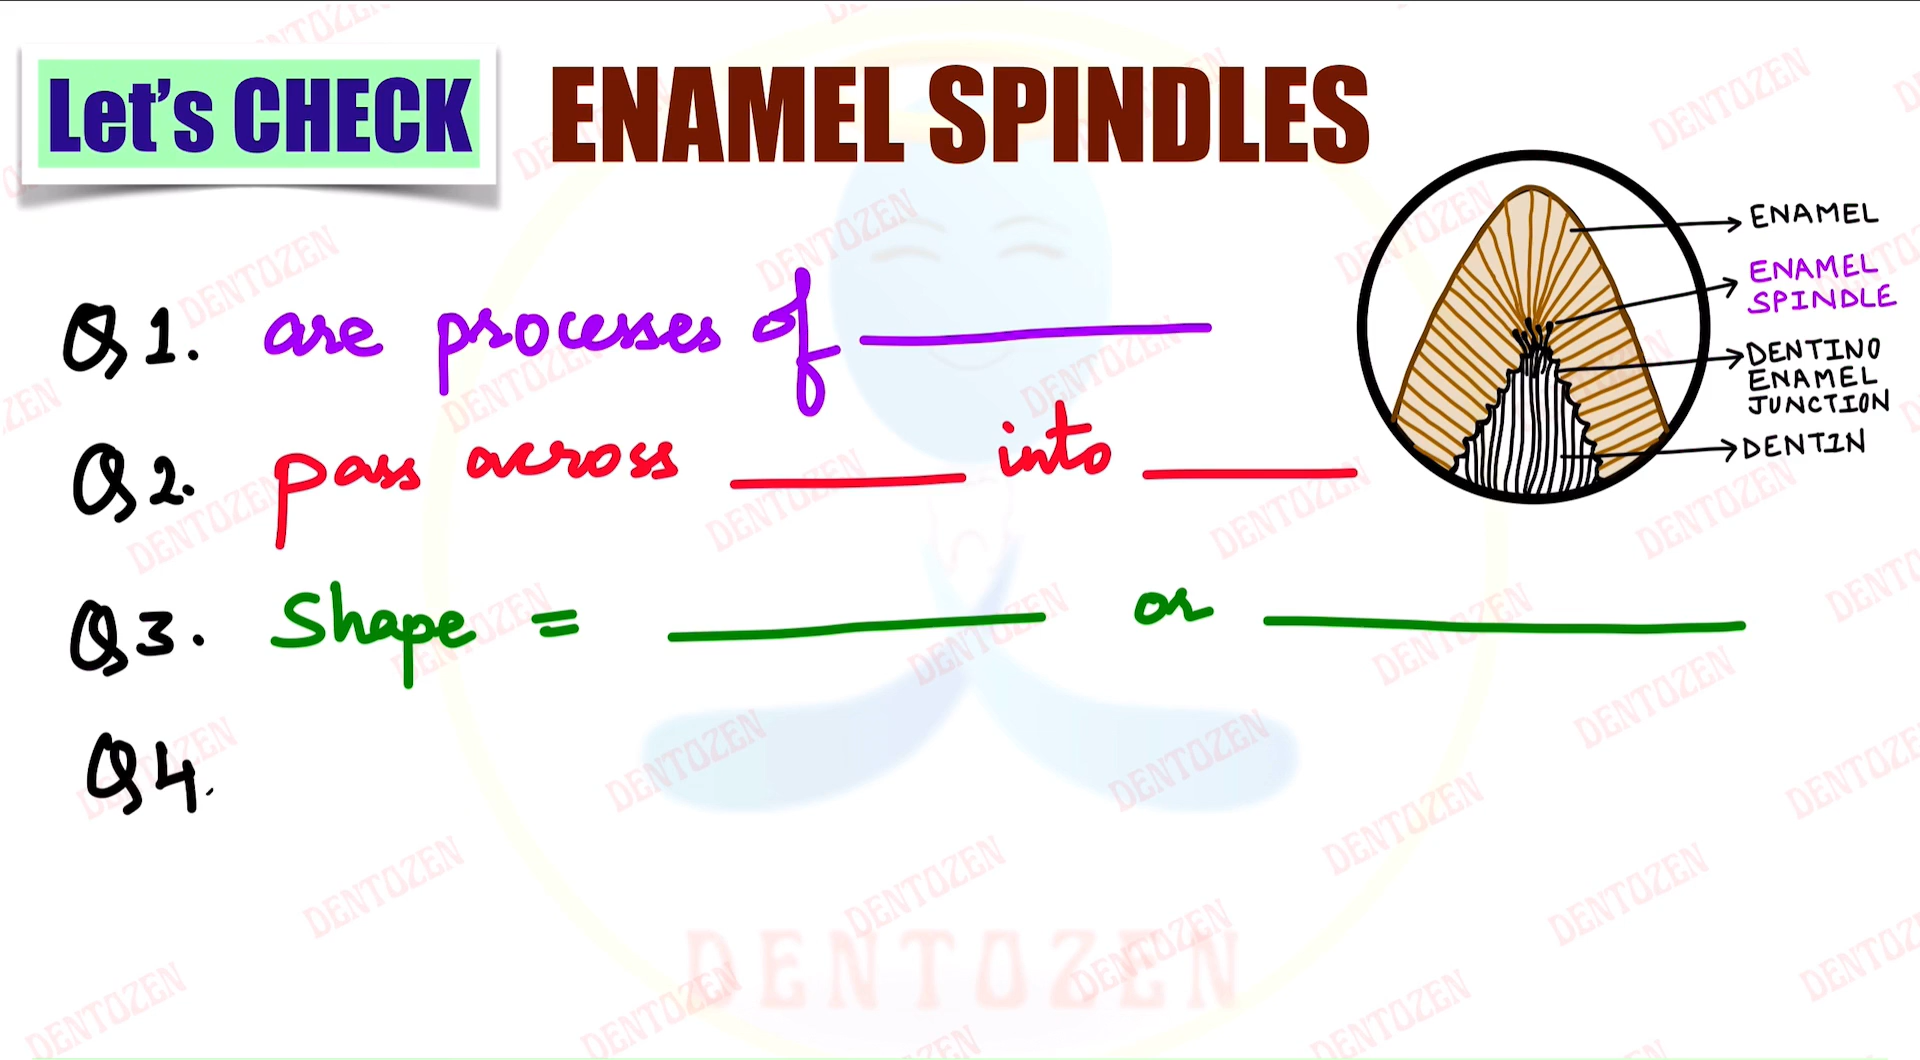 Let's CHECK
ENAMEL SPINDLES
ENAMEL
ENAMEL
SPINDLE
DENTINO
ENAMEL
JUNCTION
DENTIN
Q1. are processes of
Q2. pass across into
Q3. Shape = or
Q4.
DENTOZEN